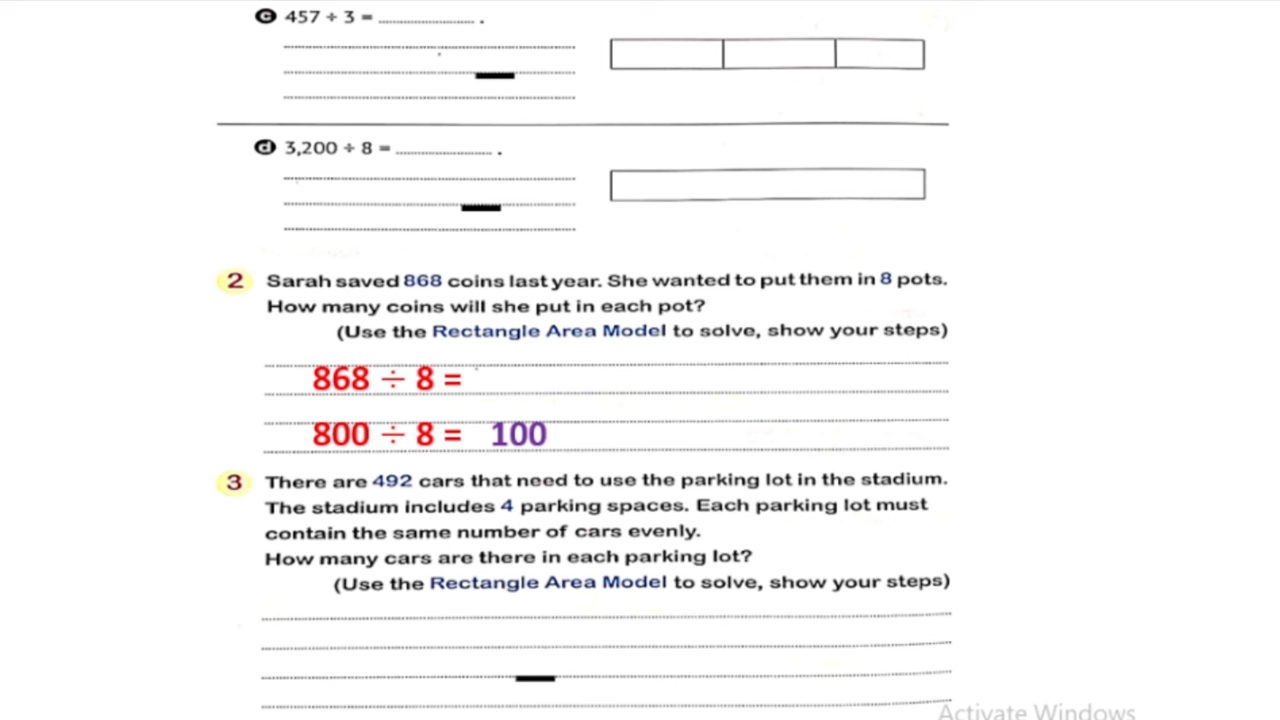 c 457 ÷ 3 = .................... .
d 3,200 ÷ 8 = .................... .
2 Sarah saved 868 coins last year. She wanted to put them in 8 pots.
How many coins will she put in each pot?
(Use the Rectangle Area Model to solve, show your steps)
868 ÷ 8 =
800 ÷ 8 = 100
3 There are 492 cars that need to use the parking lot in the stadium.
The stadium includes 4 parking spaces. Each parking lot must
contain the same number of cars evenly.
How many cars are there in each parking lot?
(Use the Rectangle Area Model to solve, show your steps)
Activate Windows